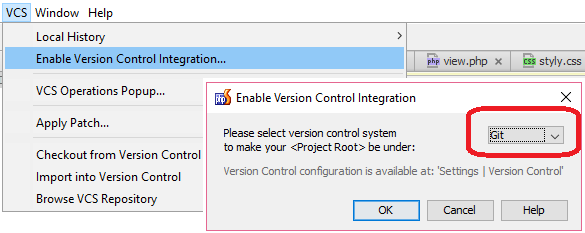 VCS Window Help
Local History
Enable Version Control Integration...
view.php styly.css
VCS Operations Popup...
Enable Version Control Integration
Apply Patch...
Please select version control system
to make your <Project Root> be under:
Git
Checkout from Version Control
Version Control configuration is available at: 'Settings | Version Control'
Import into Version Control
Browse VCS Repository
OK Cancel Help